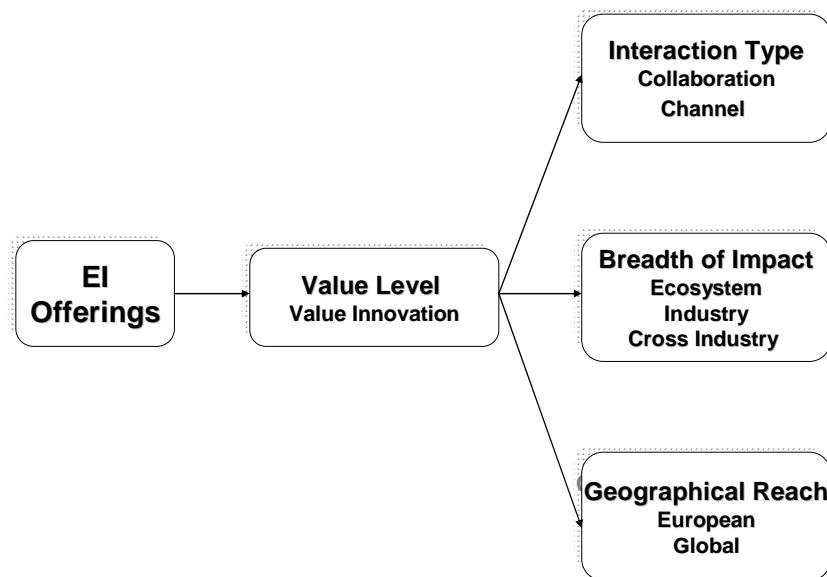 EI
Offerings
Value Level
Value Innovation
Interaction Type
Collaboration
Channel
Breadth of Impact
Ecosystem
Industry
Cross Industry
Geographical Reach
European
Global